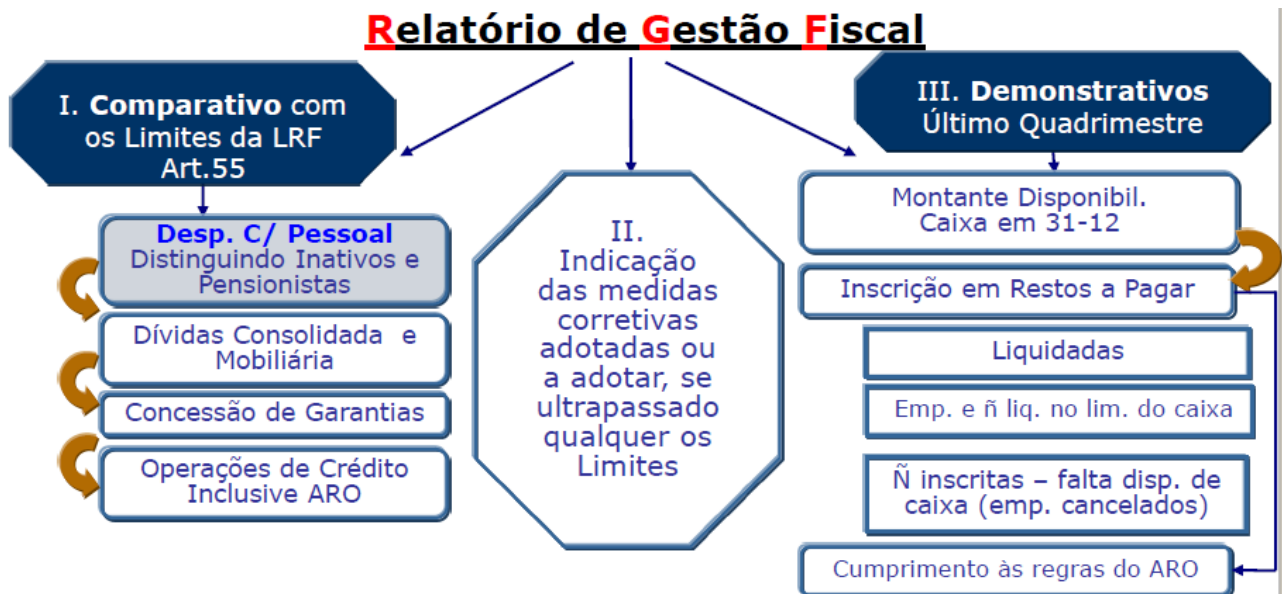 Relatório de Gestão Fiscal
I. Comparativo com
os Limites da LRF
Art.55
Desp. C/ Pessoal
Distinguindo Inativos e
Pensionistas
Dívidas Consolidada e
Mobiliária
Concessão de Garantias
Operações de Crédito
Inclusive ARO
II.
Indicação
das medidas
corretivas
adotadas ou
a adotar, se
ultrapassado
qualquer os
Limites
III. Demonstrativos
Último Quadrimestre
Montante Disponibil.
Caixa em 31-12
Inscrição em Restos a Pagar
Liquidadas
Emp. e ñ liq. no lim. do caixa
Ñ inscritas – falta disp. de
caixa (emp. cancelados)
Cumprimento às regras do ARO